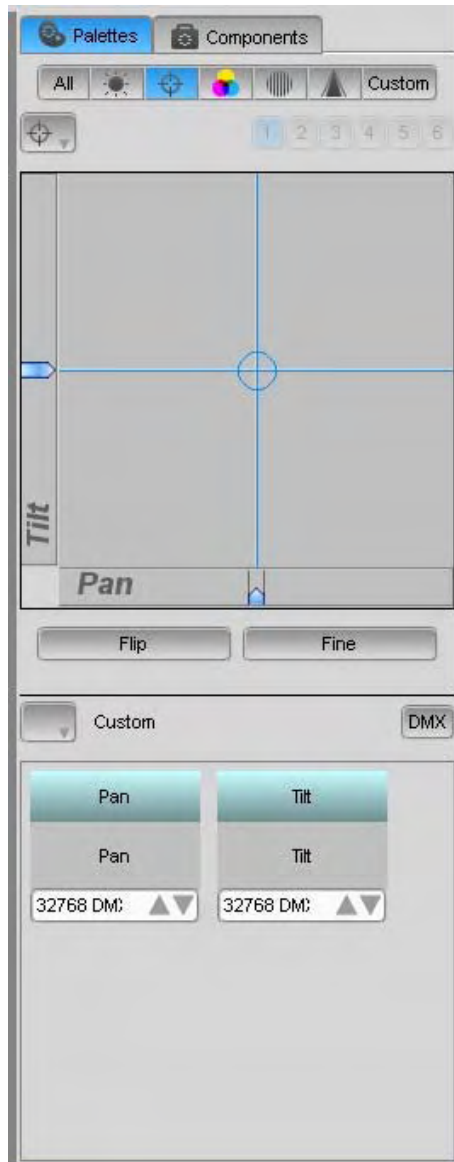 Palettes Components
All Custom
1 2 3 4 5 6
Tilt
Pan
Flip Fine
Custom DMX
Pan Tilt
Pan Tilt
32768 DM 32768 DM